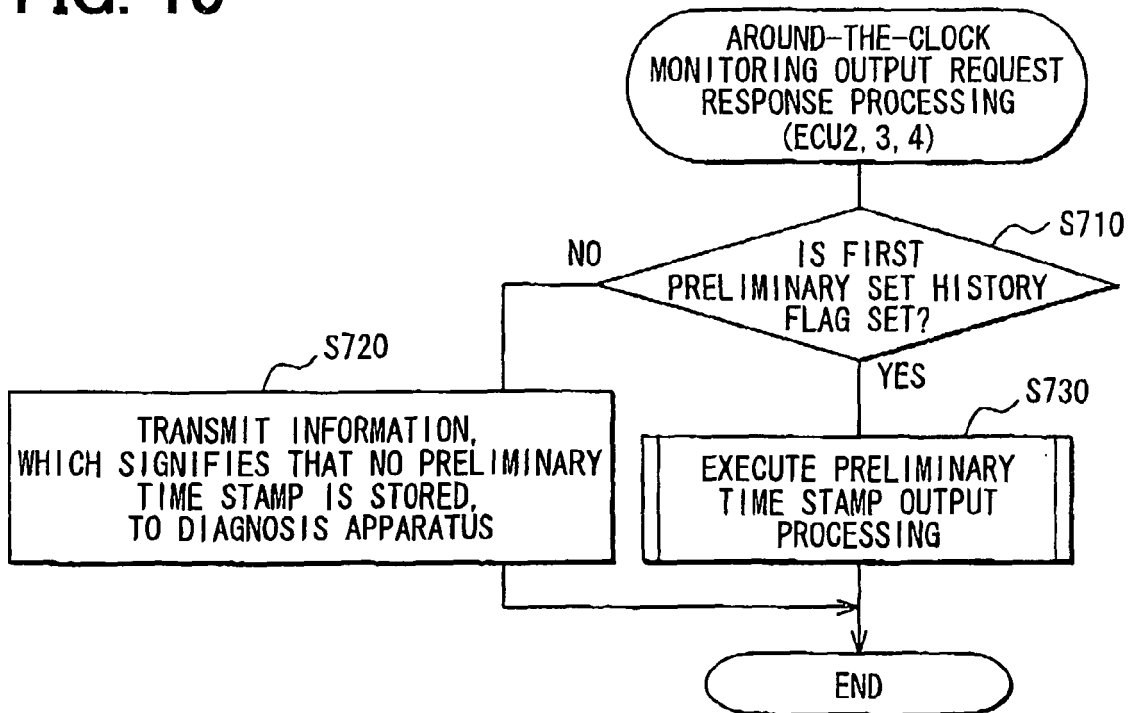 FIG. 10
AROUND-THE-CLOCK
MONITORING OUTPUT REQUEST
RESPONSE PROCESSING
(ECU2, 3, 4)
S710
NO
IS FIRST
PRELIMINARY SET HISTORY
FLAG SET?
S720
YES
S730
TRANSMIT INFORMATION,
WHICH SIGNIFIES THAT NO PRELIMINARY
TIME STAMP IS STORED,
TO DIAGNOSIS APPARATUS
EXECUTE PRELIMINARY
TIME STAMP OUTPUT
PROCESSING
END